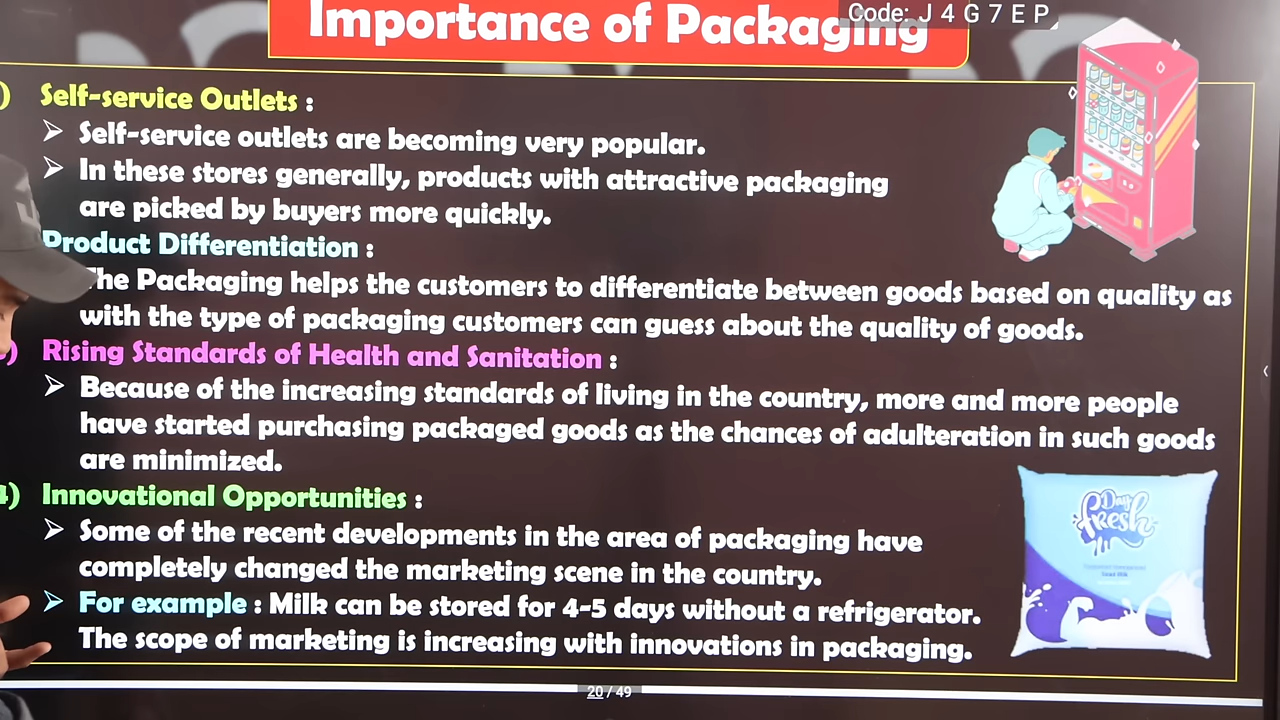 Importance of Packaging
Code: J 4 G 7 E P
) Self-service Outlets :
➢ Self-service outlets are becoming very popular.
➢ In these stores generally, products with attractive packaging
are picked by buyers more quickly.
Product Differentiation :
The Packaging helps the customers to differentiate between goods based on quality as
with the type of packaging customers can guess about the quality of goods.
) Rising Standards of Health and Sanitation :
➢ Because of the increasing standards of living in the country, more and more people
have started purchasing packaged goods as the chances of adulteration in such goods
are minimized.
4) Innovational Opportunities :
➢ Some of the recent developments in the area of packaging have
completely changed the marketing scene in the country.
➢ For example : Milk can be stored for 4-5 days without a refrigerator.
The scope of marketing is increasing with innovations in packaging.
Day
fresh
20 / 49